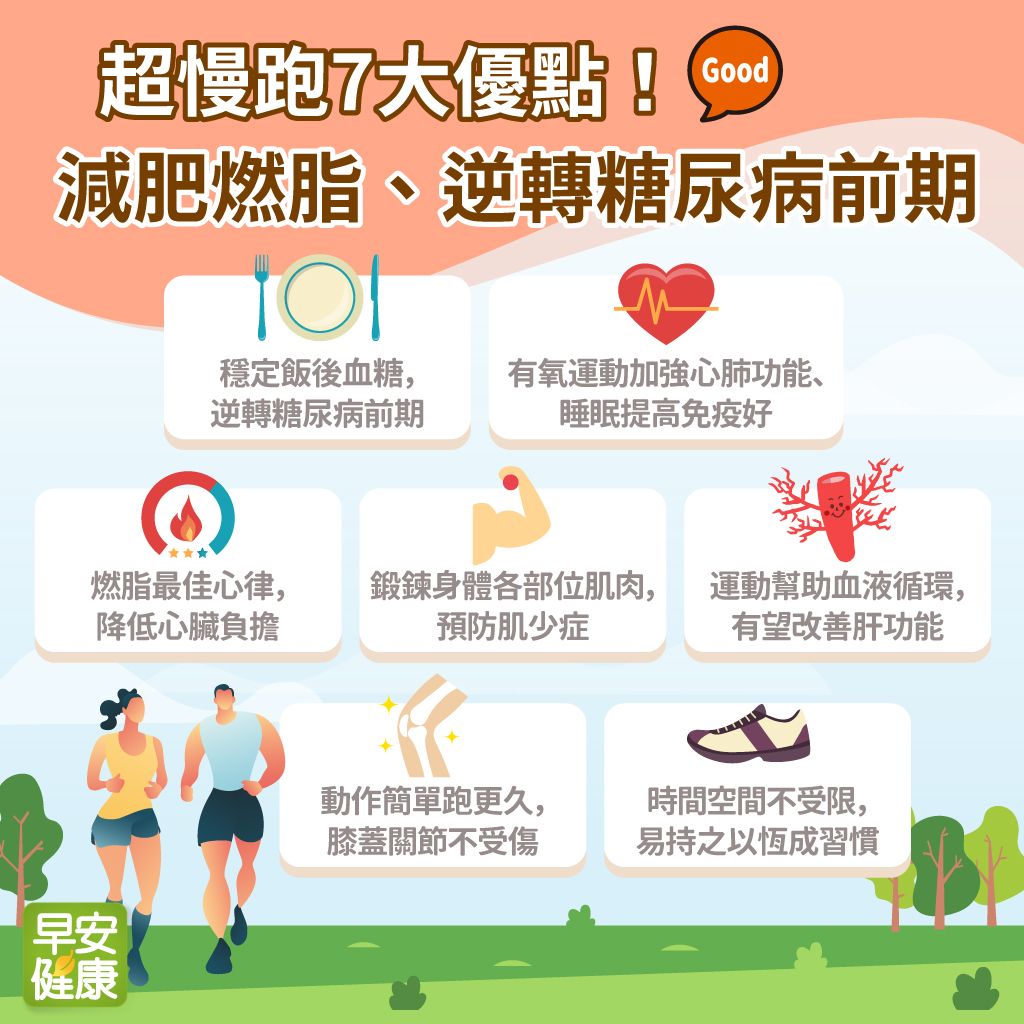 超慢跑7大優點！
Good
減肥燃脂、逆轉糖尿病前期
穩定飯後血糖,
逆轉糖尿病前期
有氧運動加強心肺功能、
睡眠提高免疫好
燃脂最佳心律,
降低心臟負擔
鍛鍊身體各部位肌肉,
預防肌少症
運動幫助血液循環,
有望改善肝功能
動作簡單跑更久,
膝蓋關節不受傷
時間空間不受限,
易持之以恆成習慣
早安
健康